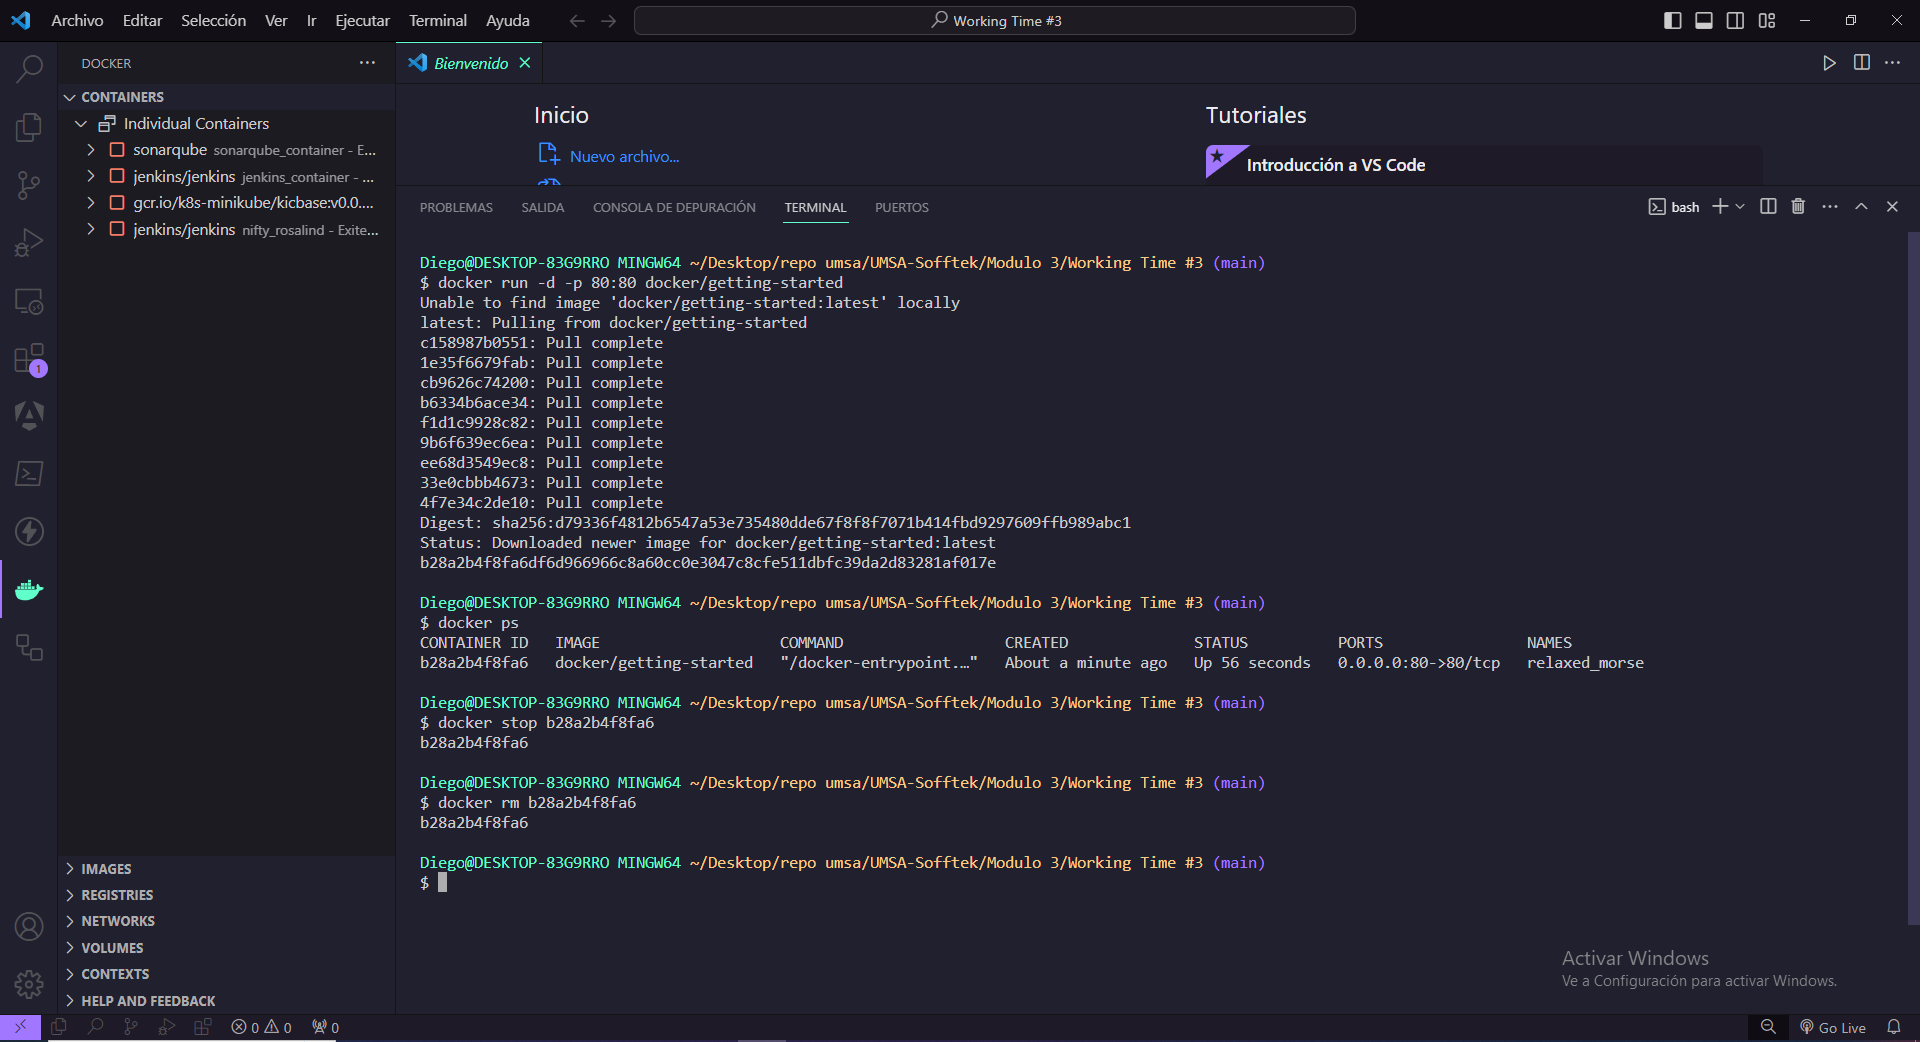 Archivo Editar Selección Ver Ir Ejecutar Terminal Ayuda
Working Time #3
DOCKER
CONTAINERS
Individual Containers
sonarqube sonarqube_container - E...
jenkins/jenkins jenkins_container - ...
gcr.io/k8s-minikube/kicbase:v0.0....
jenkins/jenkins nifty_rosalind - Exite...
1
IMAGES
REGISTRIES
NETWORKS
VOLUMES
CONTEXTS
HELP AND FEEDBACK
Bienvenido
Inicio
Nuevo archivo...
Tutoriales
Introducción a VS Code
PROBLEMAS SALIDA CONSOLA DE DEPURACIÓN TERMINAL PUERTOS
bash
Diego@DESKTOP-83G9RRO MINGW64 ~/Desktop/repo umsa/UMSA-Sofftek/Modulo 3/Working Time #3 (main)
$ docker run -d -p 80:80 docker/getting-started
Unable to find image 'docker/getting-started:latest' locally
latest: Pulling from docker/getting-started
c158987b0551: Pull complete
1e35f6679fab: Pull complete
cb9626c74200: Pull complete
b6334b6ace34: Pull complete
f1d1c9928c82: Pull complete
9b6f639ec6ea: Pull complete
ee68d3549ec8: Pull complete
33e0cbbb4673: Pull complete
4f7e34c2de10: Pull complete
Digest: sha256:d79336f4812b6547a53e735480dde67f8f8f7071b414fbd9297609ffb989abc1
Status: Downloaded newer image for docker/getting-started:latest
b28a2b4f8fa6df6d966966c8a60cc0e3047c8cfe511dbfc39da2d83281af017e
Diego@DESKTOP-83G9RRO MINGW64 ~/Desktop/repo umsa/UMSA-Sofftek/Modulo 3/Working Time #3 (main)
$ docker ps
CONTAINER ID IMAGE COMMAND CREATED STATUS PORTS NAMES
b28a2b4f8fa6 docker/getting-started "/docker-entrypoint.…" About a minute ago Up 56 seconds 0.0.0.0:80->80/tcp relaxed_morse
Diego@DESKTOP-83G9RRO MINGW64 ~/Desktop/repo umsa/UMSA-Sofftek/Modulo 3/Working Time #3 (main)
$ docker stop b28a2b4f8fa6
b28a2b4f8fa6
Diego@DESKTOP-83G9RRO MINGW64 ~/Desktop/repo umsa/UMSA-Sofftek/Modulo 3/Working Time #3 (main)
$ docker rm b28a2b4f8fa6
b28a2b4f8fa6
Diego@DESKTOP-83G9RRO MINGW64 ~/Desktop/repo umsa/UMSA-Sofftek/Modulo 3/Working Time #3 (main)
$
Activar Windows
Ve a Configuración para activar Windows.
0 0 0
Go Live